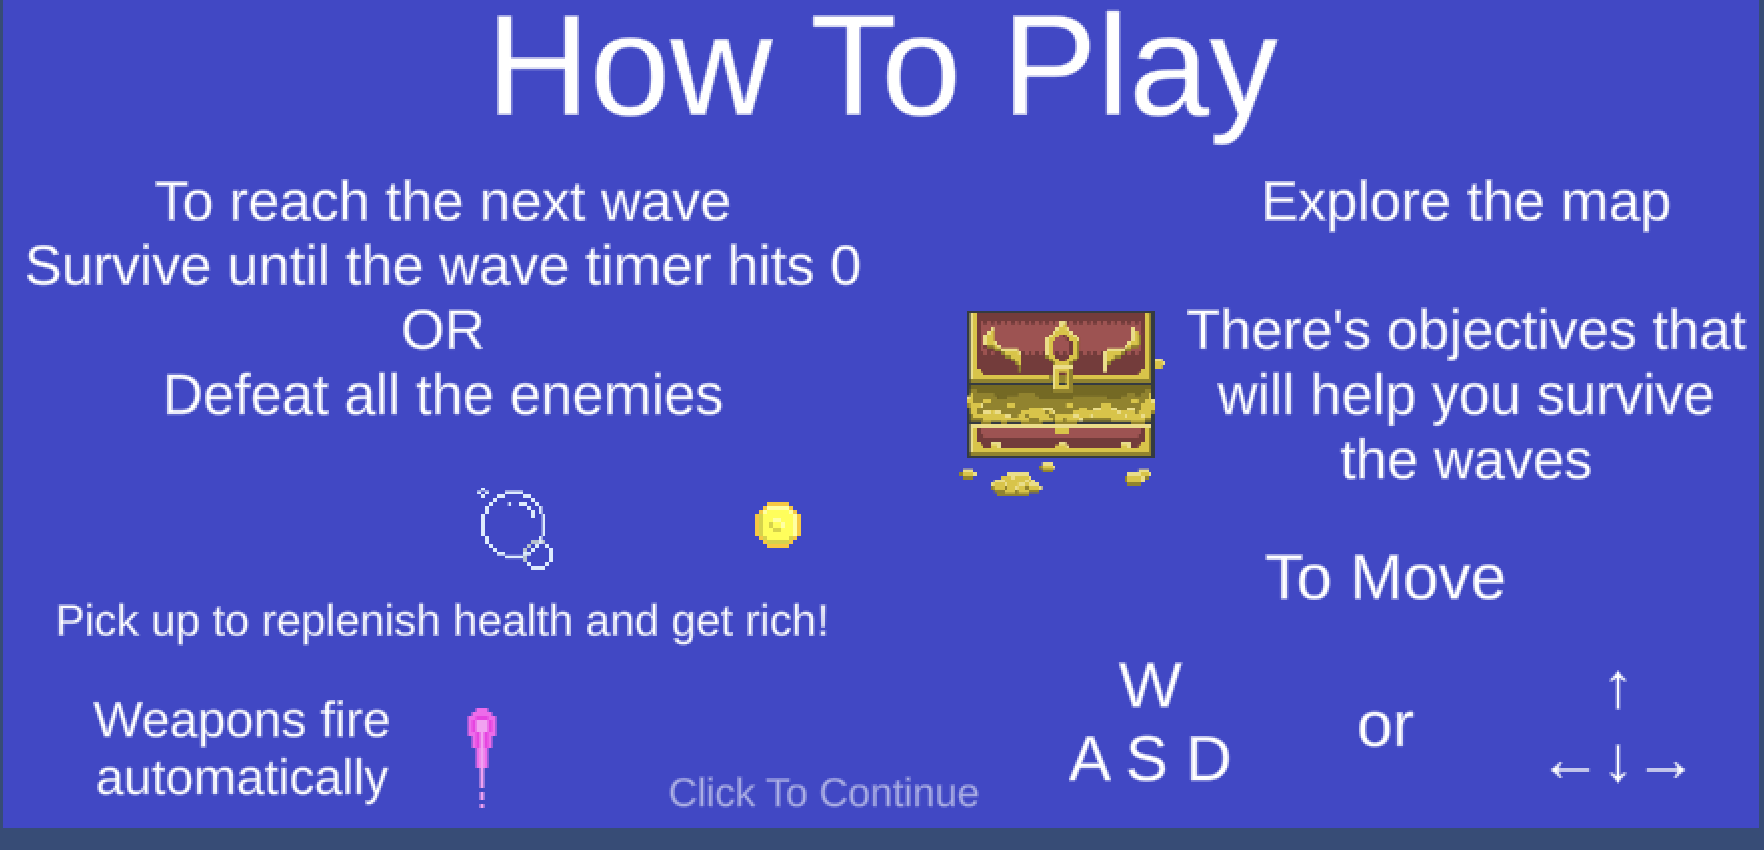 How To Play
To reach the next wave
Survive until the wave timer hits 0
OR
Defeat all the enemies
Pick up to replenish health and get rich!
Weapons fire
automatically
Explore the map
There's objectives that
will help you survive
the waves
To Move
W
A S D
or
↑
←↓→
Click To Continue